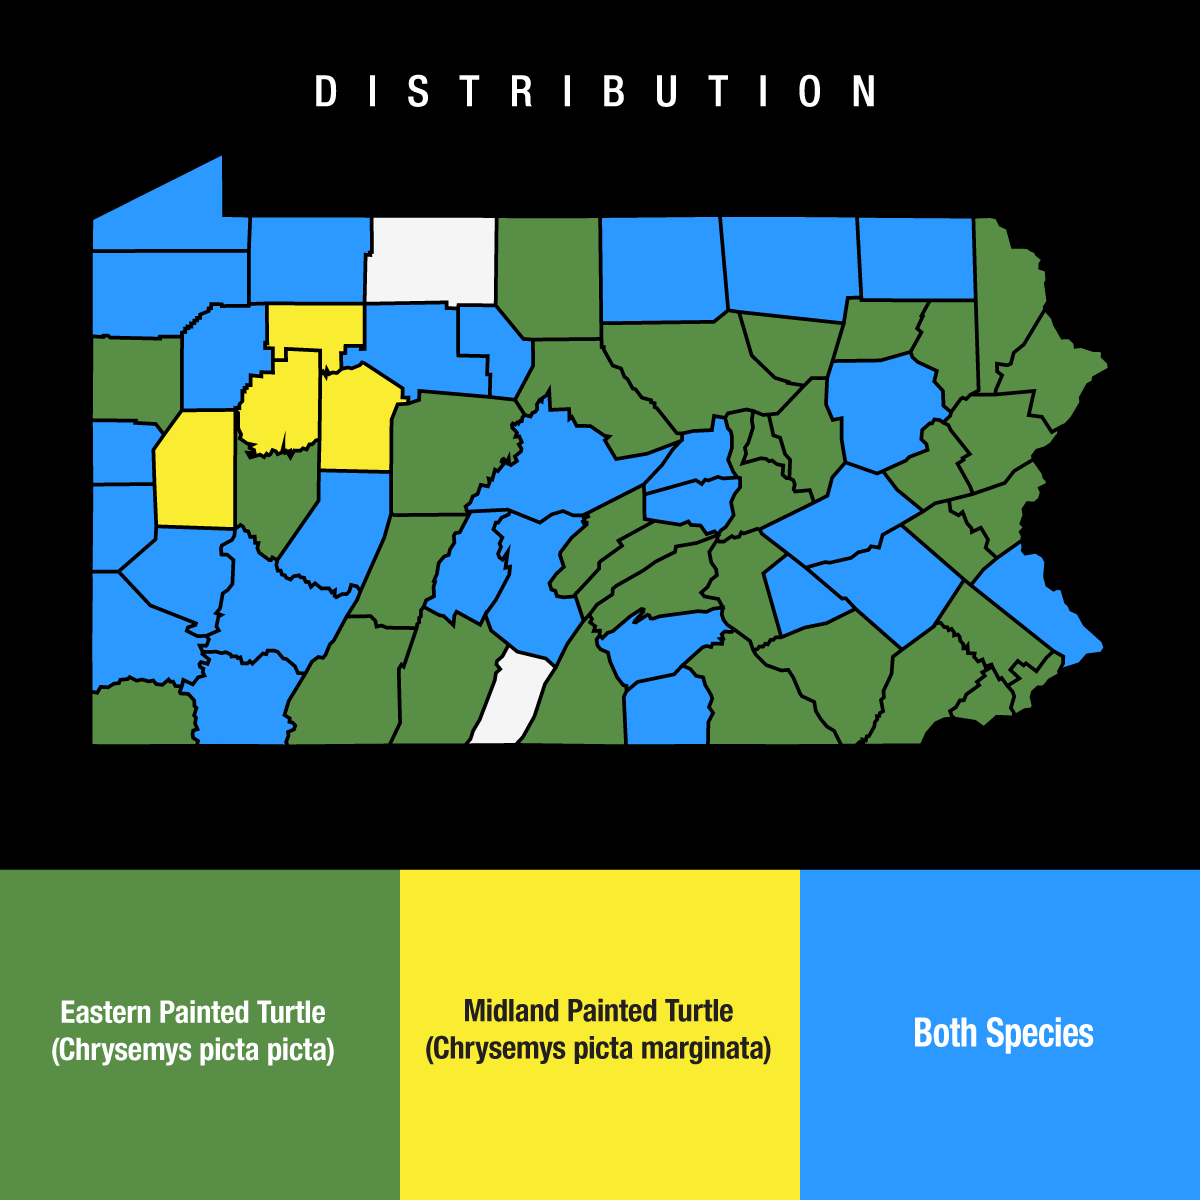 DISTRIBUTION
Eastern Painted Turtle
(Chrysemys picta picta)
Midland Painted Turtle
(Chrysemys picta marginata)
Both Species